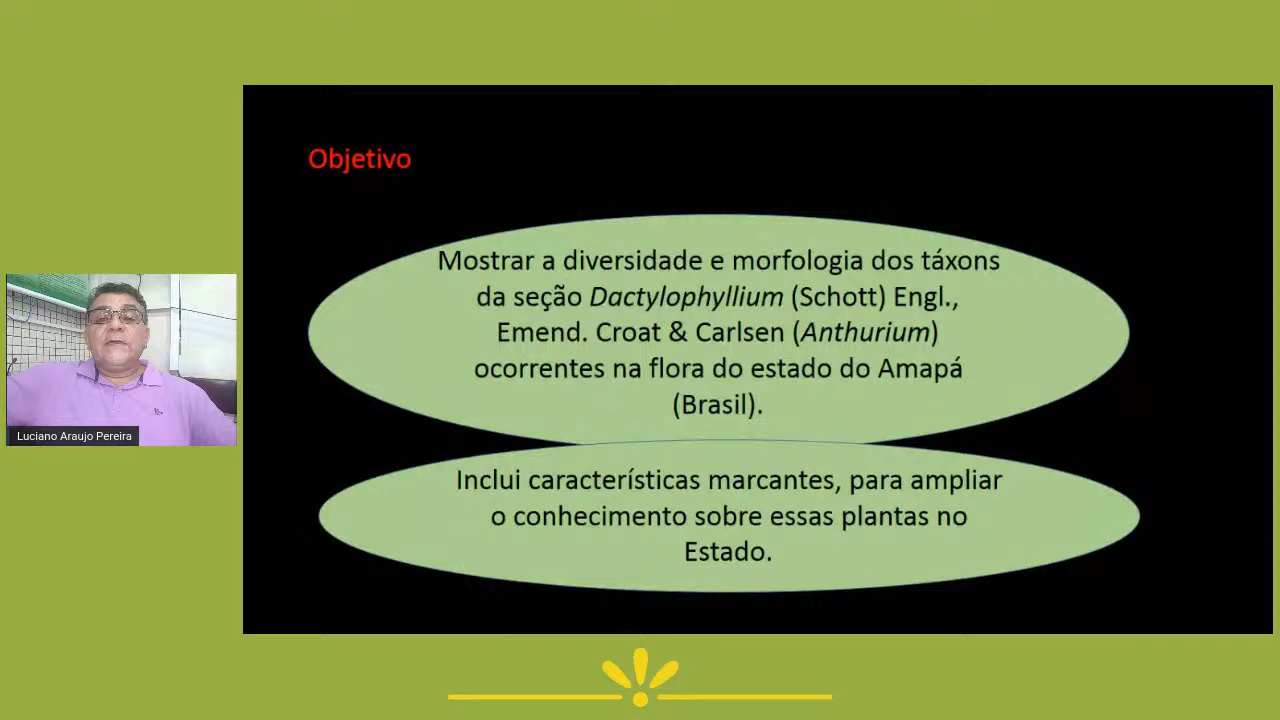 Objetivo
Mostrar a diversidade e morfologia dos táxons
da seção Dactylophyllium (Schott) Engl.,
Emend. Croat & Carlsen (Anthurium)
ocorrentes na flora do estado do Amapá
(Brasil).
Inclui características marcantes, para ampliar
o conhecimento sobre essas plantas no
Estado.
Luciano Araujo Pereira